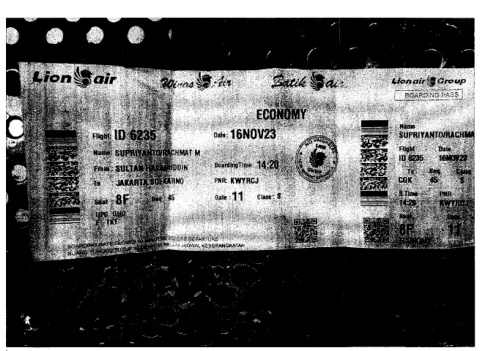 Lion air Wings Air Batik air Lion air Group
BOARDING PASS
ECONOMY
Flight: ID 6235 Date: 16NOV23
Name: SUPRIYANTO/RACHMAT M
From: SULTAN HASANUDDIN BoardingTime: 14:20
To JAKARTA SOEKARNO PNR: KWYRCJ
Seat 8F Seq 45 Gate: 11 Class: S
Name
SUPRIYANTO/RACHMA
Flight Date
ID 6235 16NOV23
To Seq Class
CGK 45 S
B.Time PNR
14:20 KWYRCJ
Seat
8F 11
ECONOMY